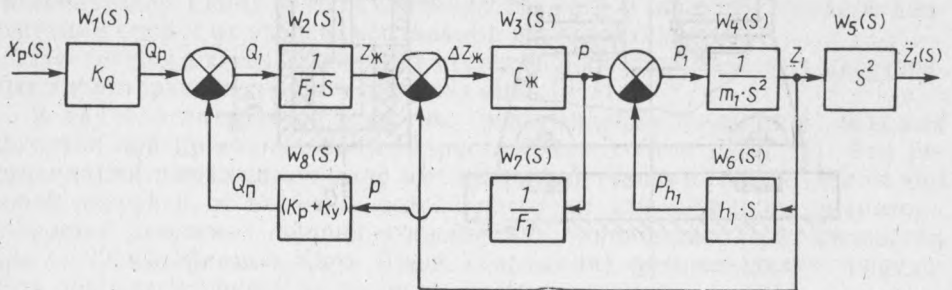 W₁(S) W₂(S) W₃(S) W₄(S) W₅(S)
Xp(S) Qp Q₁ Zж ΔZж P P₁ Z₁ Z̈₁(S)
K_Q 1/(F₁·S) Cж 1/(m₁·S²) S²
W₈(S) W₇(S) W₆(S)
Qп (Kp+Kу) p 1/F₁ Ph₁ h₁·S